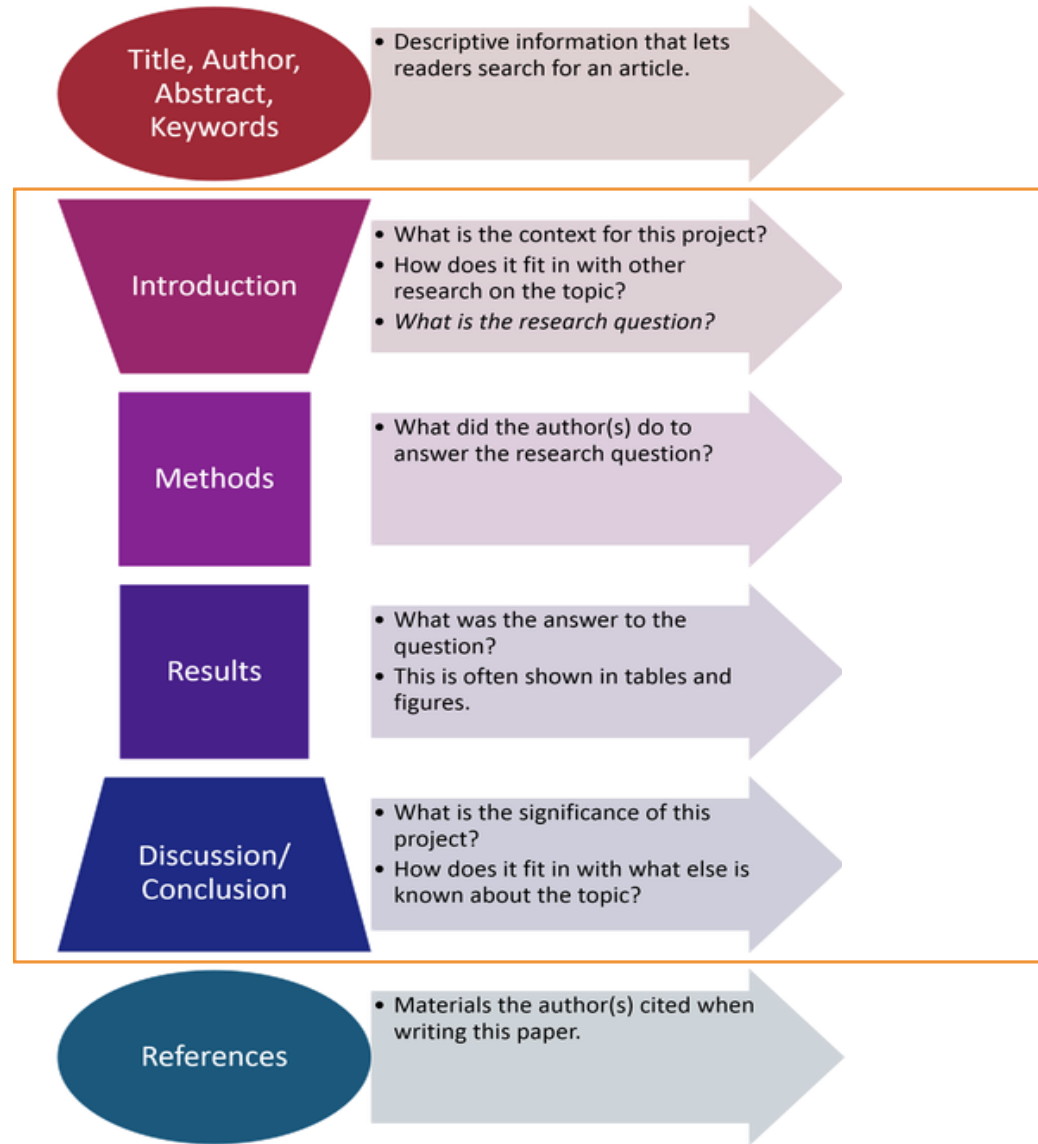 Title, Author,
Abstract,
Keywords
• Descriptive information that lets
readers search for an article.
Introduction
• What is the context for this project?
• How does it fit in with other
research on the topic?
• What is the research question?
Methods
• What did the author(s) do to
answer the research question?
Results
• What was the answer to the
question?
• This is often shown in tables and
figures.
Discussion/
Conclusion
• What is the significance of this
project?
• How does it fit in with what else is
known about the topic?
References
• Materials the author(s) cited when
writing this paper.